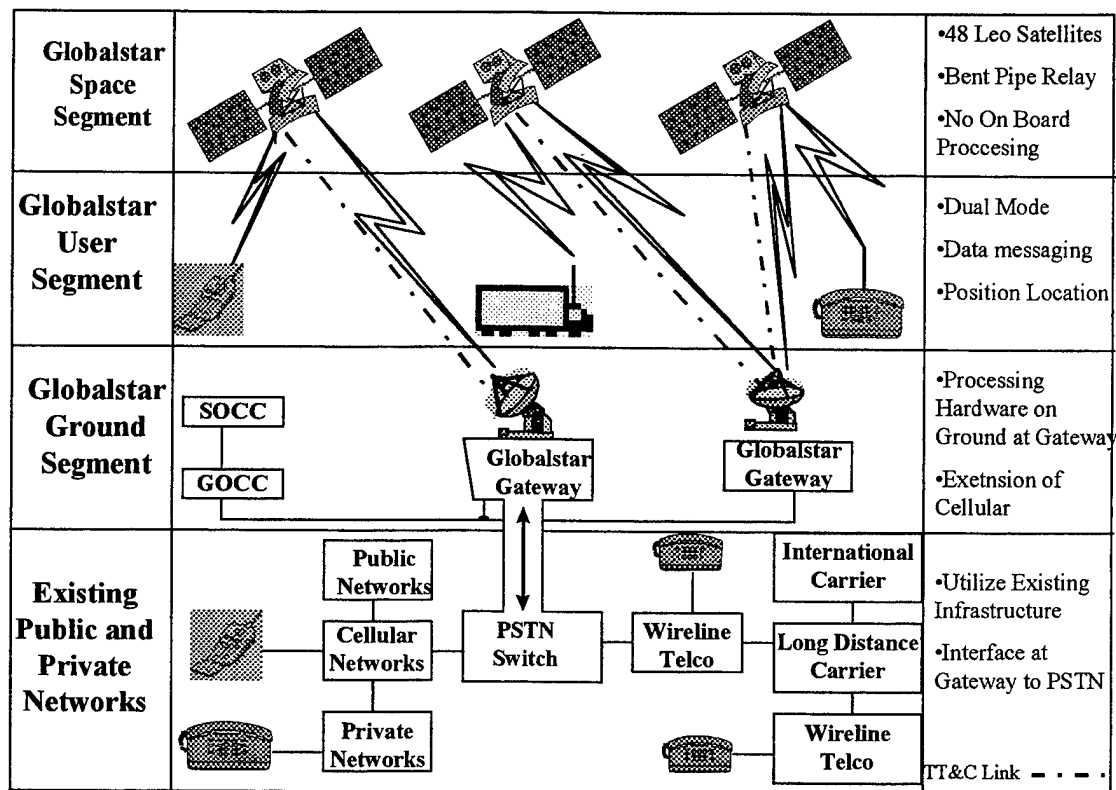 Globalstar
Space
Segment
•48 Leo Satellites
•Bent Pipe Relay
•No On Board
Proccesing
Globalstar
User
Segment
•Dual Mode
•Data messaging
•Position Location
Globalstar
Ground
Segment
SOCC
GOCC
Globalstar
Gateway
Globalstar
Gateway
•Processing
Hardware on
Ground at Gateway
•Exetnsion of
Cellular
Existing
Public and
Private
Networks
Public
Networks
Cellular
Networks
Private
Networks
PSTN
Switch
Wireline
Telco
International
Carrier
Long Distance
Carrier
Wireline
Telco
•Utilize Existing
Infrastructure
•Interface at
Gateway to PSTN
TT&C Link